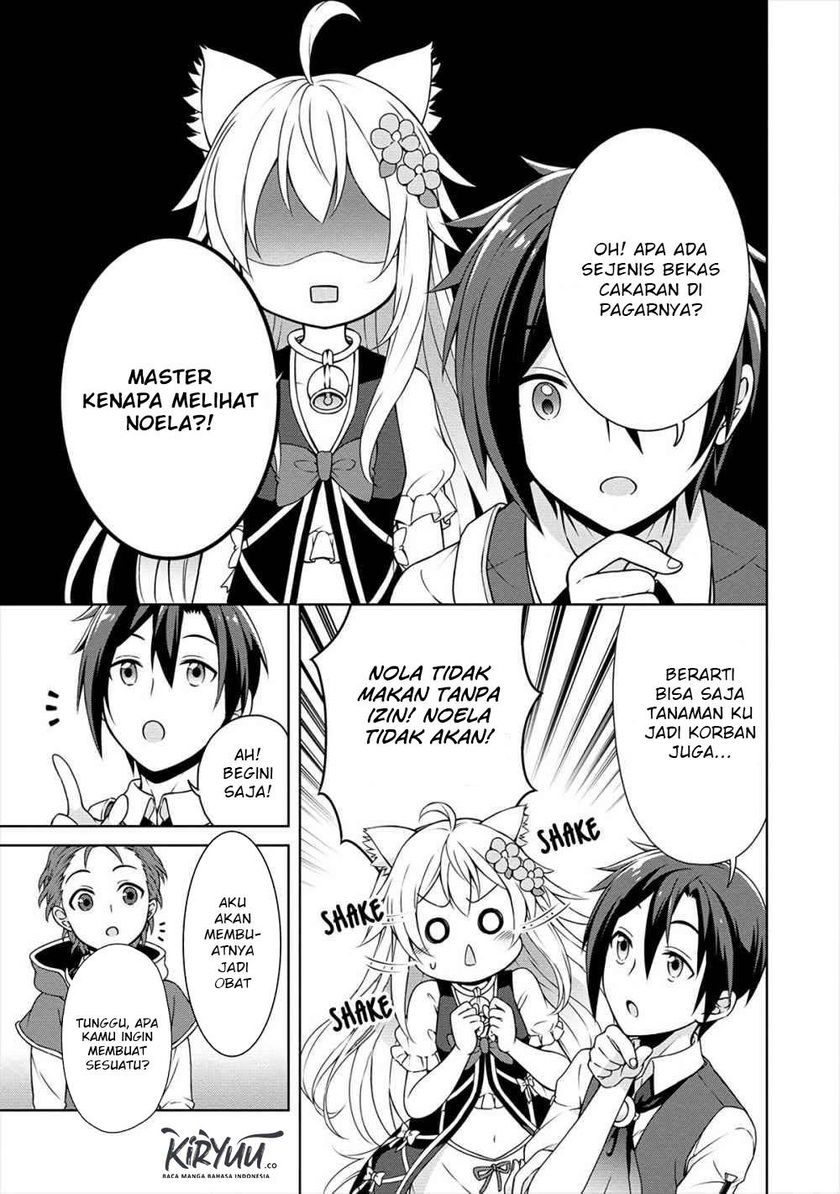 OH! APA ADA
SEJENIS BEKAS
CAKARAN DI
PAGARNYA?
MASTER
KENAPA MELIHAT
NOELA?!
BERARTI
BISA SAJA
TANAMAN KU
JADI KORBAN
JUGA...
NOLA TIDAK
MAKAN TANPA
IZIN! NOELA
TIDAK AKAN!
SHAKE
SHAKE
SHAKE
AH!
BEGINI
SAJA!
AKU
AKAN
MEMBU-
ATNYA
JADI
OBAT
TUNGGU, APA
KAMU INGIN
MEMBUAT
SESUATU?
KIRYUU.CO
BACA MANGA BAHASA INDONESIA